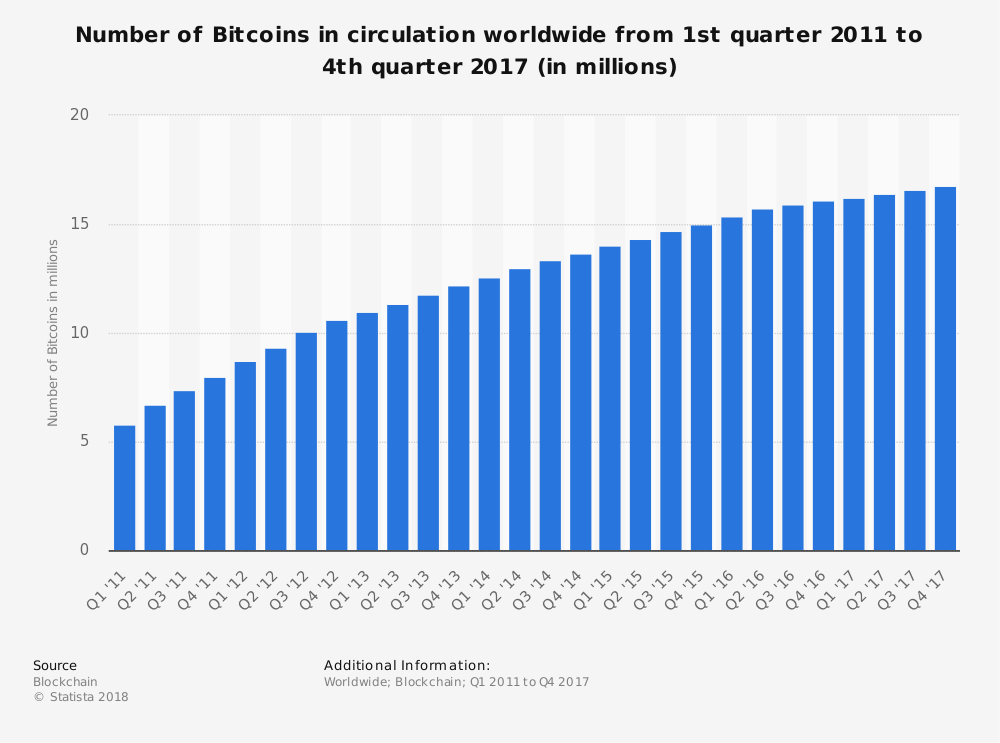 Number of Bitcoins in circulation worldwide from 1st quarter 2011 to
4th quarter 2017 (in millions)
20
15
10
5
0
Number of Bitcoins in millions
Q1 '11
Q2 '11
Q3 '11
Q4 '11
Q1 '12
Q2 '12
Q3 '12
Q4 '12
Q1 '13
Q2 '13
Q3 '13
Q4 '13
Q1 '14
Q2 '14
Q3 '14
Q4 '14
Q1 '15
Q2 '15
Q3 '15
Q4 '15
Q1 '16
Q2 '16
Q3 '16
Q4 '16
Q1 '17
Q2 '17
Q3 '17
Q4 '17
Source
Blockchain
© Statista 2018
Additional Information:
Worldwide; Blockchain; Q1 2011 to Q4 2017